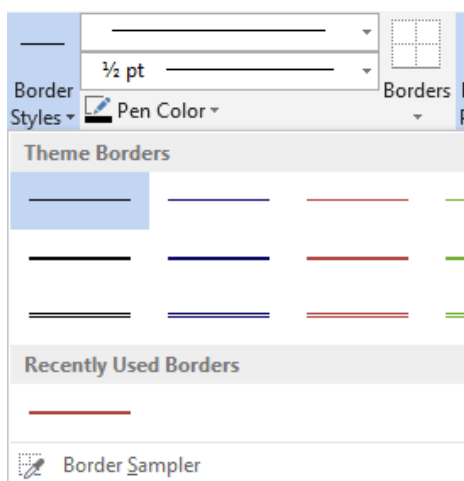 ½ pt
Border
Styles
Pen Color
Borders
Theme Borders
Recently Used Borders
Border Sampler